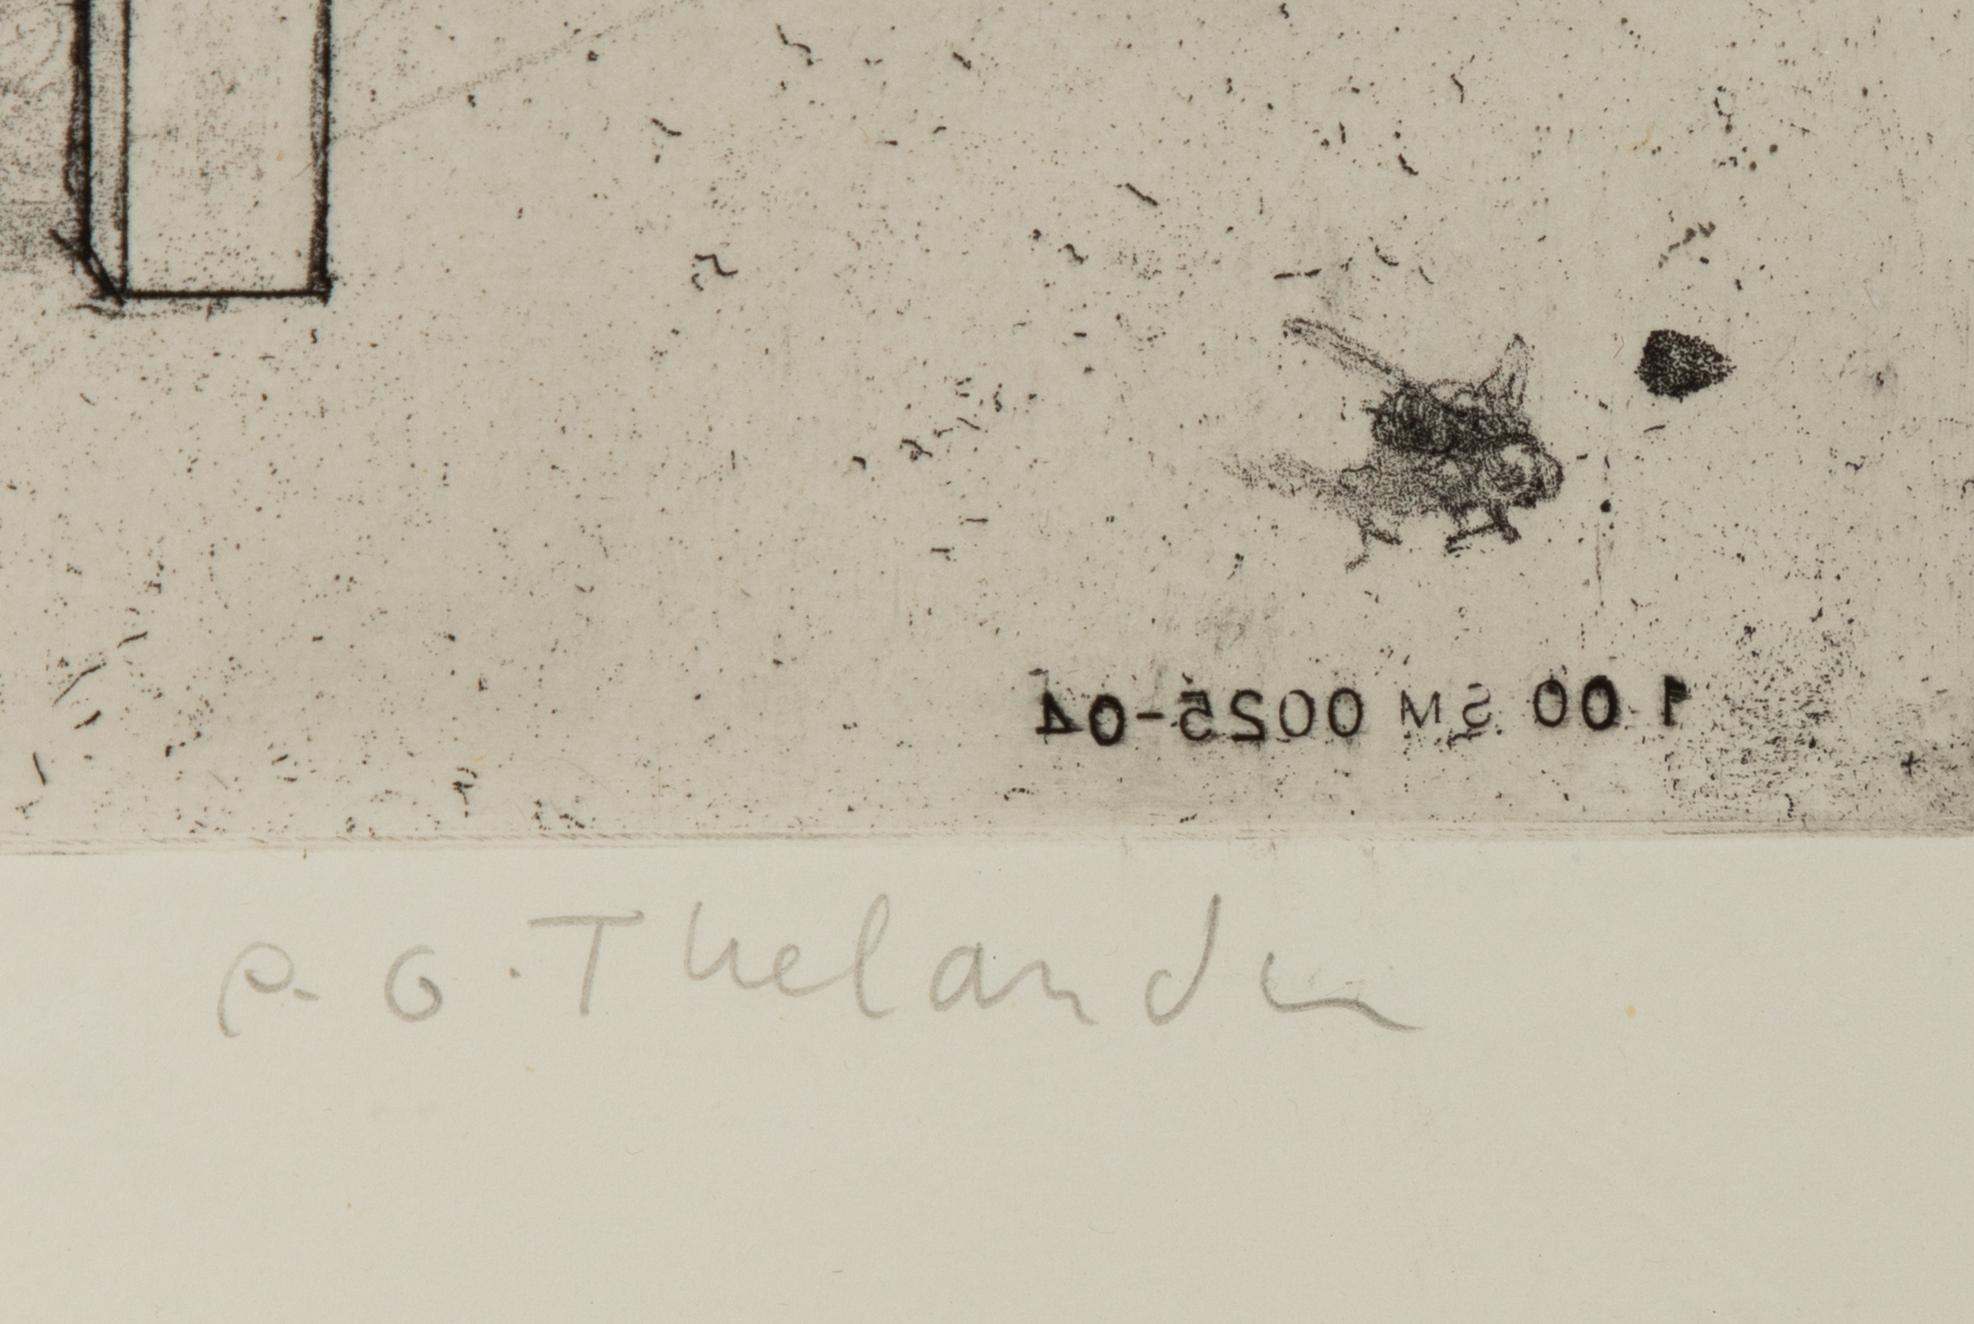 1 00 SM 0025-04
P. G. Thelander